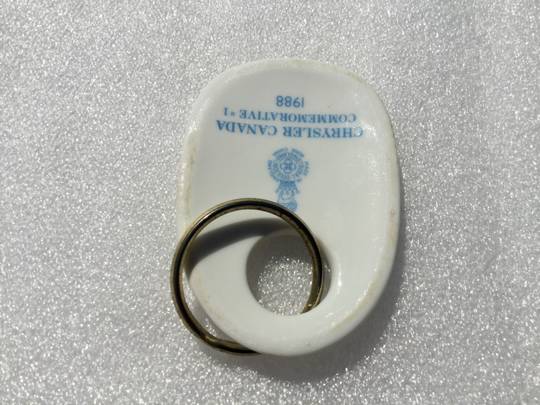 CHRYSLER CANADA
COMMEMORATIVE #1
1988